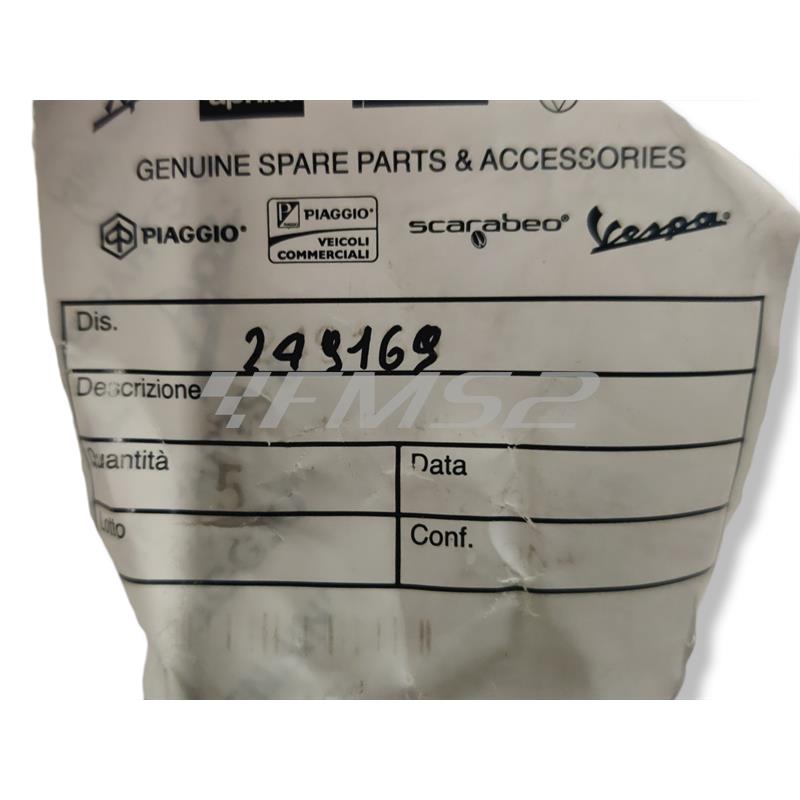 aprilia
GENUINE SPARE PARTS & ACCESSORIES
PIAGGIO® P PIAGGIO® scarabeo® Vespa®
VEICOLI
COMMERCIALI
Dis. 249169
Descrizione
FMS2
Quantità 5 Data
Lotto Conf.